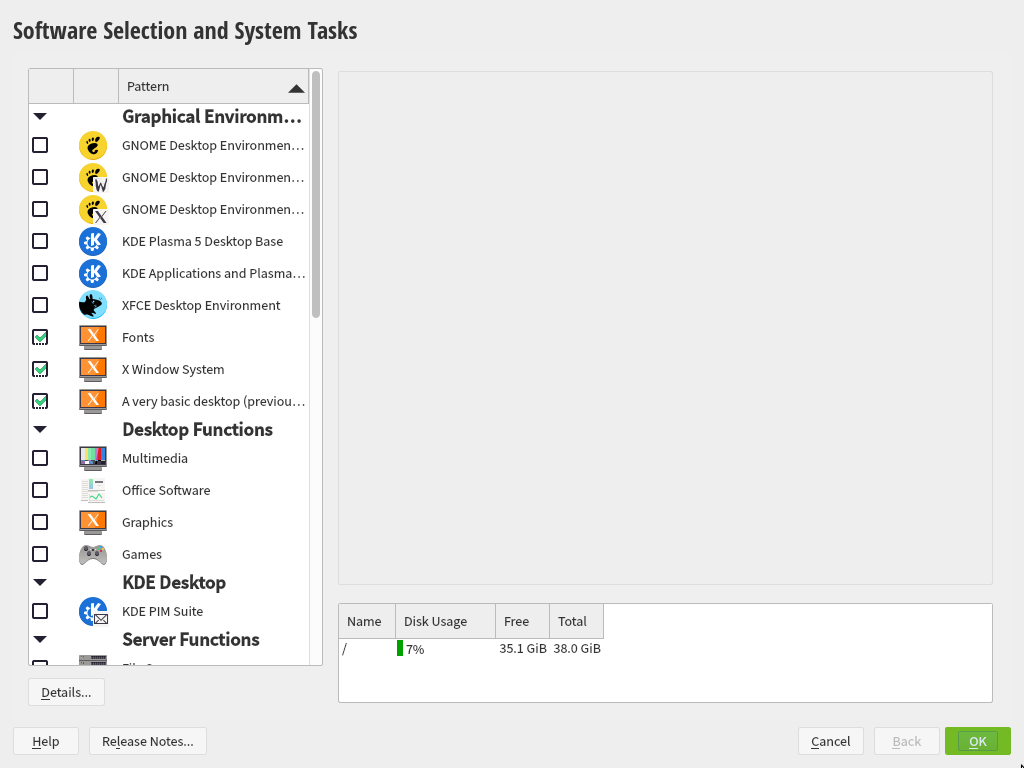 Software Selection and System Tasks
Pattern
Graphical Environm...
GNOME Desktop Environmen...
GNOME Desktop Environmen...
GNOME Desktop Environmen...
KDE Plasma 5 Desktop Base
KDE Applications and Plasma...
XFCE Desktop Environment
Fonts
X Window System
A very basic desktop (previou...
Desktop Functions
Multimedia
Office Software
Graphics
Games
KDE Desktop
KDE PIM Suite
Server Functions
Name Disk Usage Free Total
/ 7% 35.1 GiB 38.0 GiB
Details...
Help Release Notes... Cancel Back OK